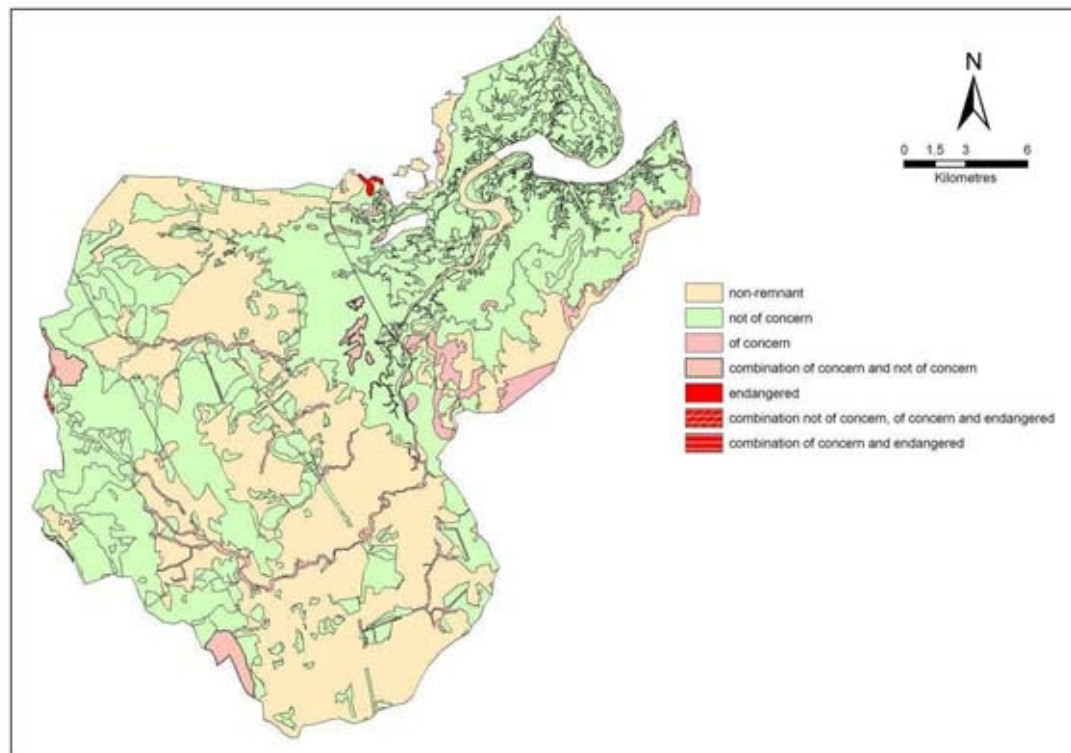 N
0 1.5 3 6
Kilometres
non-remnant
not of concern
of concern
combination of concern and not of concern
endangered
combination not of concern, of concern and endangered
combination of concern and endangered